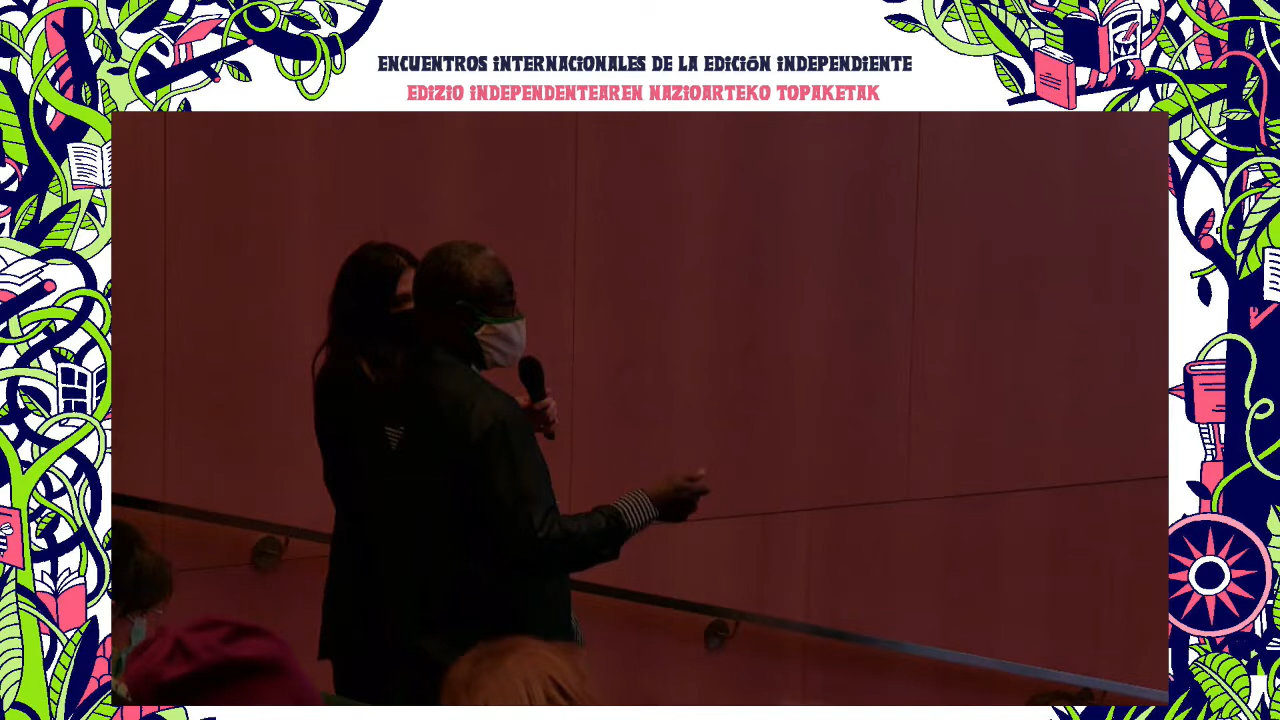 ENCUENTROS INTERNACIONALES DE LA EDICIÓN INDEPENDIENTE
EDIZIO INDEPENDENTEAREN NAZIOARTEKO TOPAKETAK